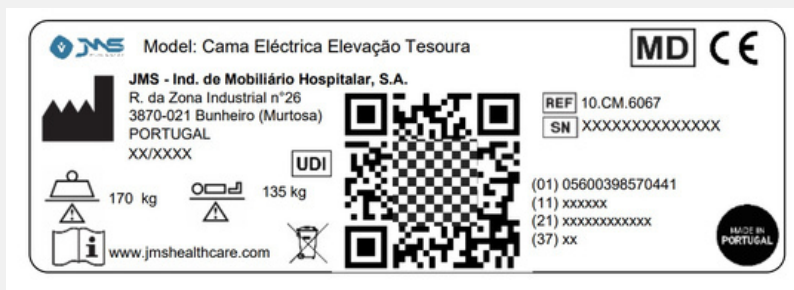 JMS
Model: Cama Eléctrica Elevação Tesoura
MD CE
JMS - Ind. de Mobiliário Hospitalar, S.A.
R. da Zona Industrial n°26
3870-021 Bunheiro (Murtosa)
PORTUGAL
XX/XXXX
UDI
170 kg
135 kg
www.jmshealthcare.com
REF 10.CM.6067
SN XXXXXXXXXXXXXX
(01) 05600398570441
(11) xxxxxx
(21) xxxxxxxxxxxx
(37) xx
MADE IN
PORTUGAL